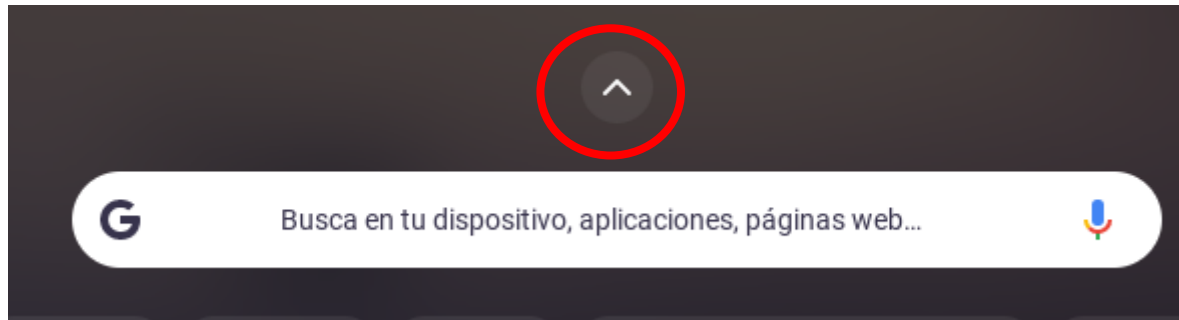 Busca en tu dispositivo, aplicaciones, páginas web…